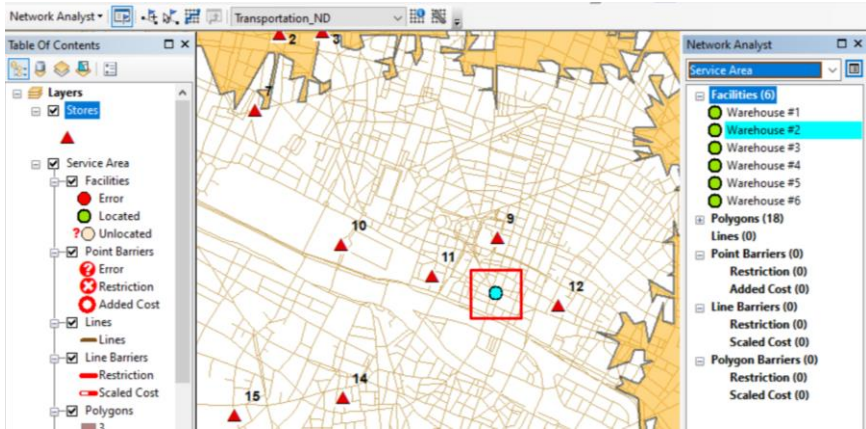 Network Analyst
Transportation_ND
Table Of Contents
Layers
Stores
Service Area
Facilities
Error
Located
? Unlocated
Point Barriers
Error
Restriction
Added Cost
Lines
Lines
Line Barriers
Restriction
Scaled Cost
Polygons
3
2
3
7
10
9
11
12
14
15
Network Analyst
Service Area
Facilities (6)
Warehouse #1
Warehouse #2
Warehouse #3
Warehouse #4
Warehouse #5
Warehouse #6
Polygons (18)
Lines (0)
Point Barriers (0)
Restriction (0)
Added Cost (0)
Line Barriers (0)
Restriction (0)
Scaled Cost (0)
Polygon Barriers (0)
Restriction (0)
Scaled Cost (0)